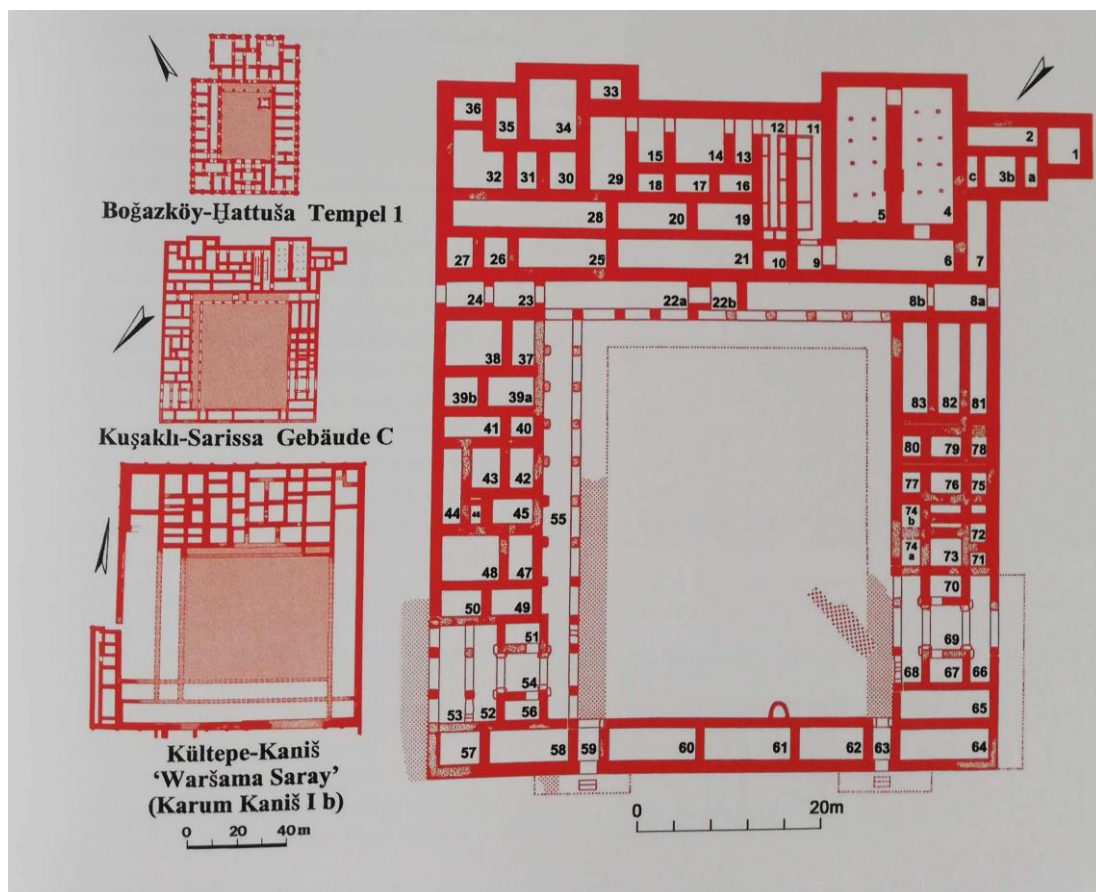 Boğazköy-Ḫattuša Tempel 1
Kuşaklı-Sarissa Gebäude C
Kültepe-Kaniš
‘Waršama Saray’
(Karum Kaniš I b)
0 20 40 m
33
36 35 34 12 11
2 1
15 14 13
c 3b a
32 31 30 29 18 17 16
5 4
28 20 19
27 26 25 21 10 9 6 7
24 23 22a 22b 8b 8a
38 37
39b 39a
83 82 81
41 40
80 79 78
43 42
77 76 75
44 46 45 55
74b
72
74a 73 71
48 47
70
50 49
51
69
54
68 67 66
53 52 56
65
57 58 59 60 61 62 63 64
0 20m